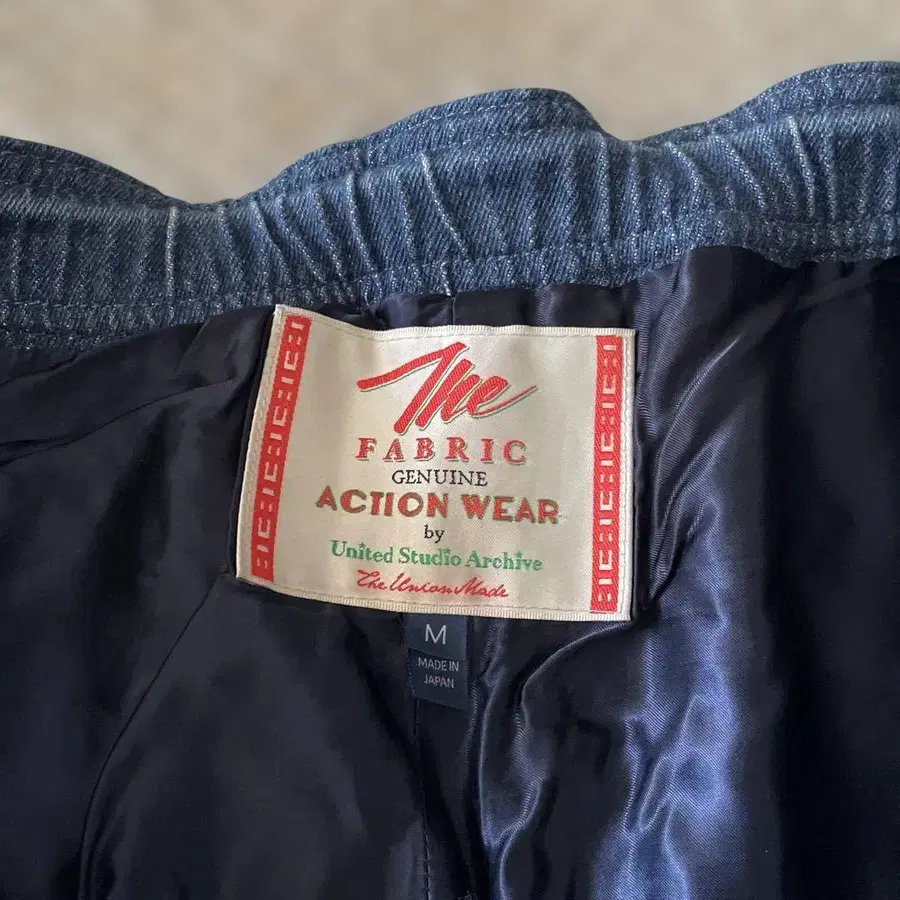 The
FABRIC
GENUINE
ACTION WEAR
by
United Studio Archive
The Union Made
M
MADE IN
JAPAN